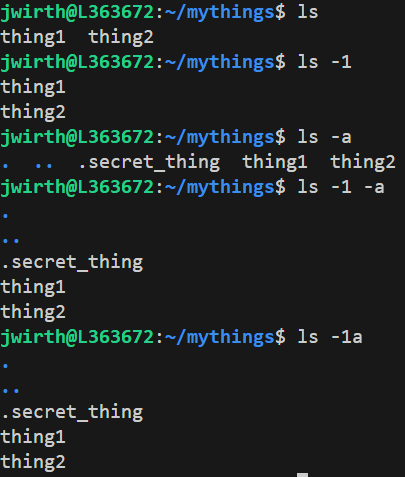 jwirth@L363672:~/mythings$ ls
thing1  thing2
jwirth@L363672:~/mythings$ ls -1
thing1
thing2
jwirth@L363672:~/mythings$ ls -a
.  ..  .secret_thing  thing1  thing2
jwirth@L363672:~/mythings$ ls -1 -a
.
..
.secret_thing
thing1
thing2
jwirth@L363672:~/mythings$ ls -1a
.
..
.secret_thing
thing1
thing2